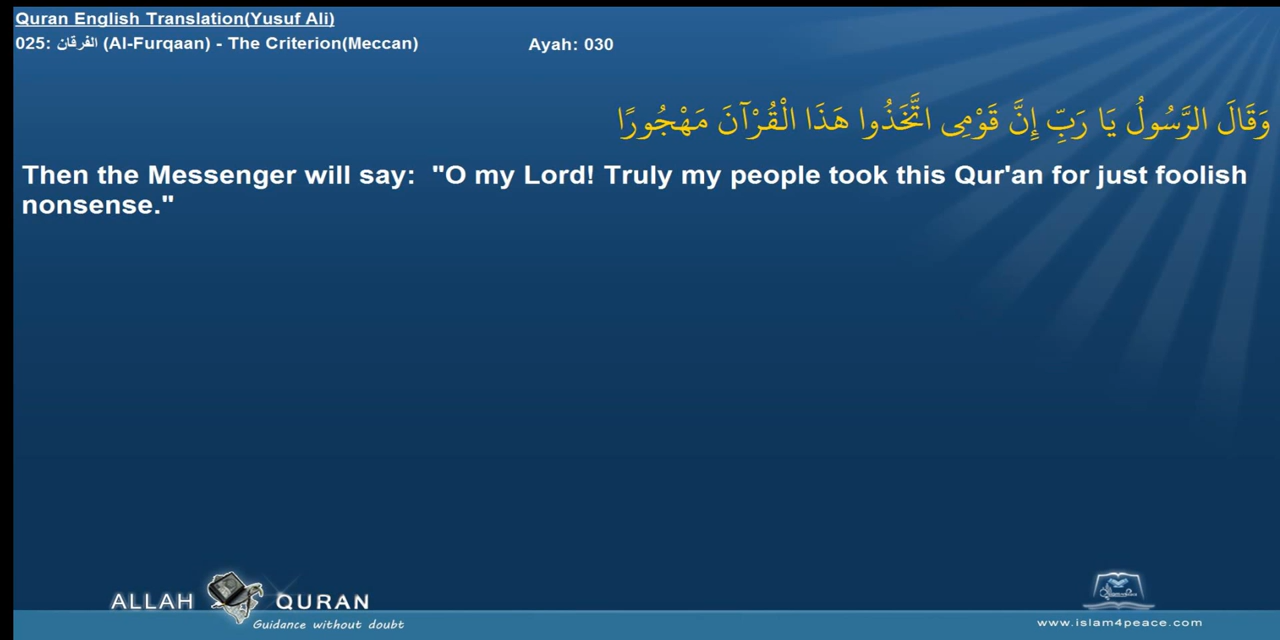 Quran English Translation(Yusuf Ali)
025: الفرقان (Al-Furqaan) - The Criterion(Meccan) Ayah: 030
وَقَالَ الرَّسُولُ يَا رَبِّ إِنَّ قَوْمِى اتَّخَذُوا هَذَا الْقُرْآنَ مَهْجُورًا
Then the Messenger will say:  "O my Lord! Truly my people took this Qur'an for just foolish
nonsense."
ALLAH QURAN
Guidance without doubt
www.islam4peace.com